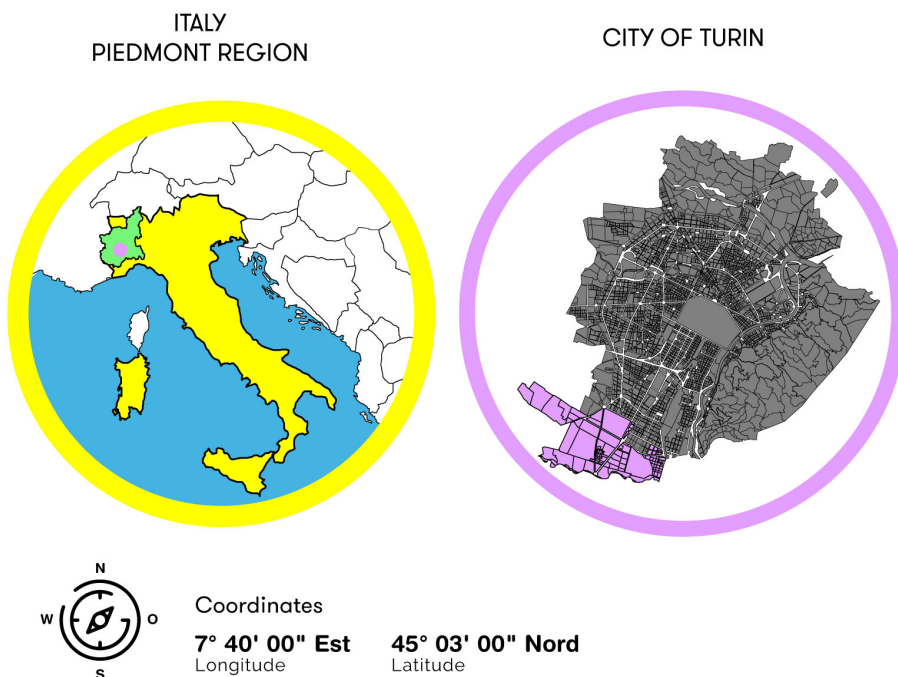 ITALY
PIEDMONT REGION
CITY OF TURIN
N
W
O
S
Coordinates
7° 40' 00" Est
Longitude
45° 03' 00" Nord
Latitude